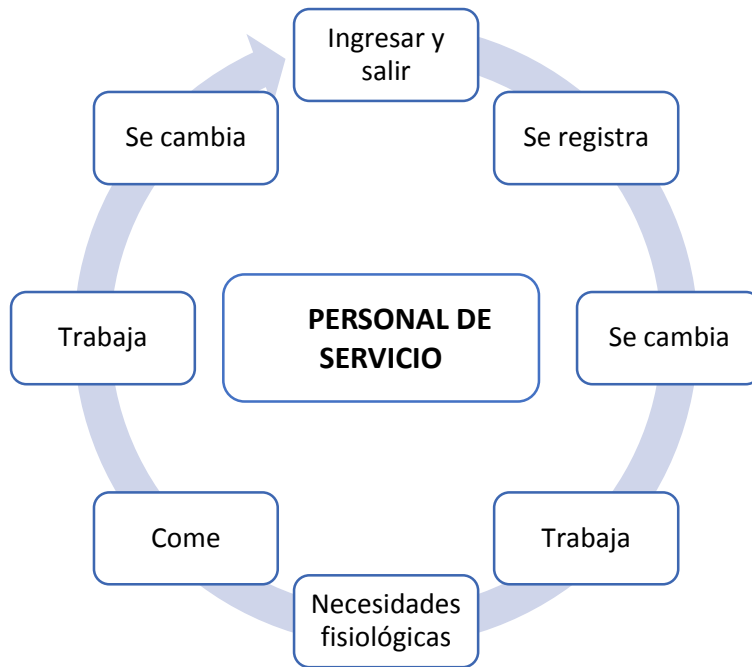 Ingresar y
salir
Se registra
Se cambia
Trabaja
Necesidades
fisiológicas
Come
Trabaja
Se cambia
PERSONAL DE
SERVICIO